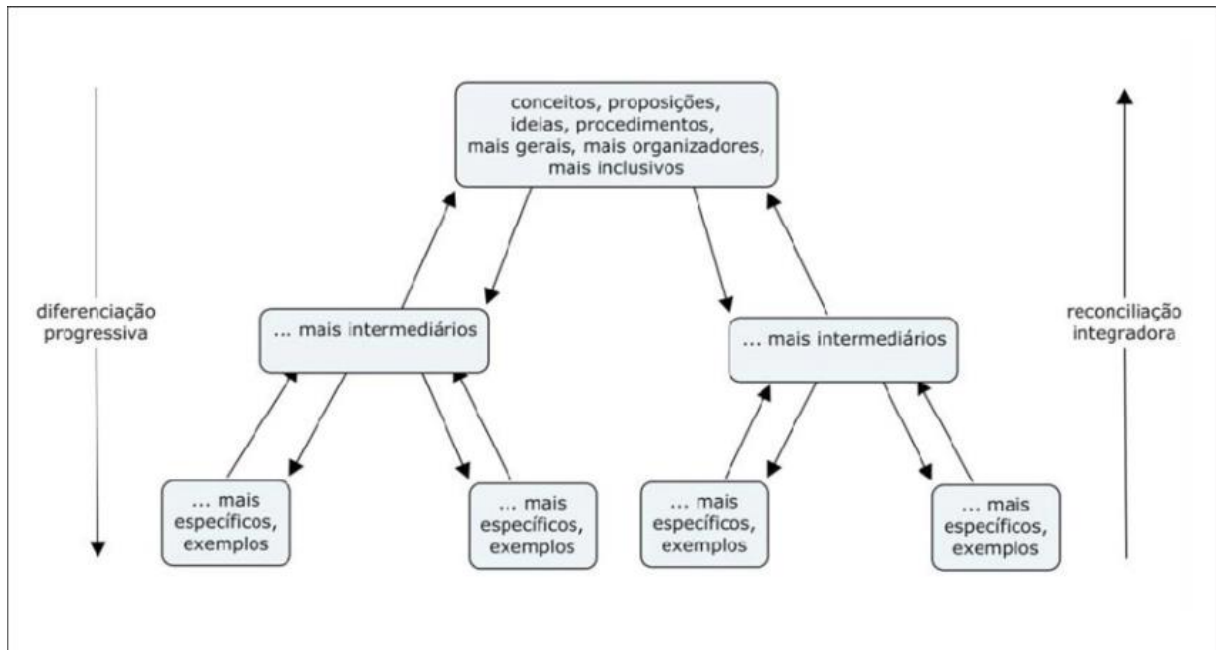 conceitos, proposições,
ideias, procedimentos,
mais gerais, mais organizadores,
mais inclusivos
diferenciação
progressiva
... mais intermediários
... mais intermediários
reconciliação
integradora
... mais
específicos,
exemplos
... mais
específicos,
exemplos
... mais
específicos,
exemplos
... mais
específicos,
exemplos